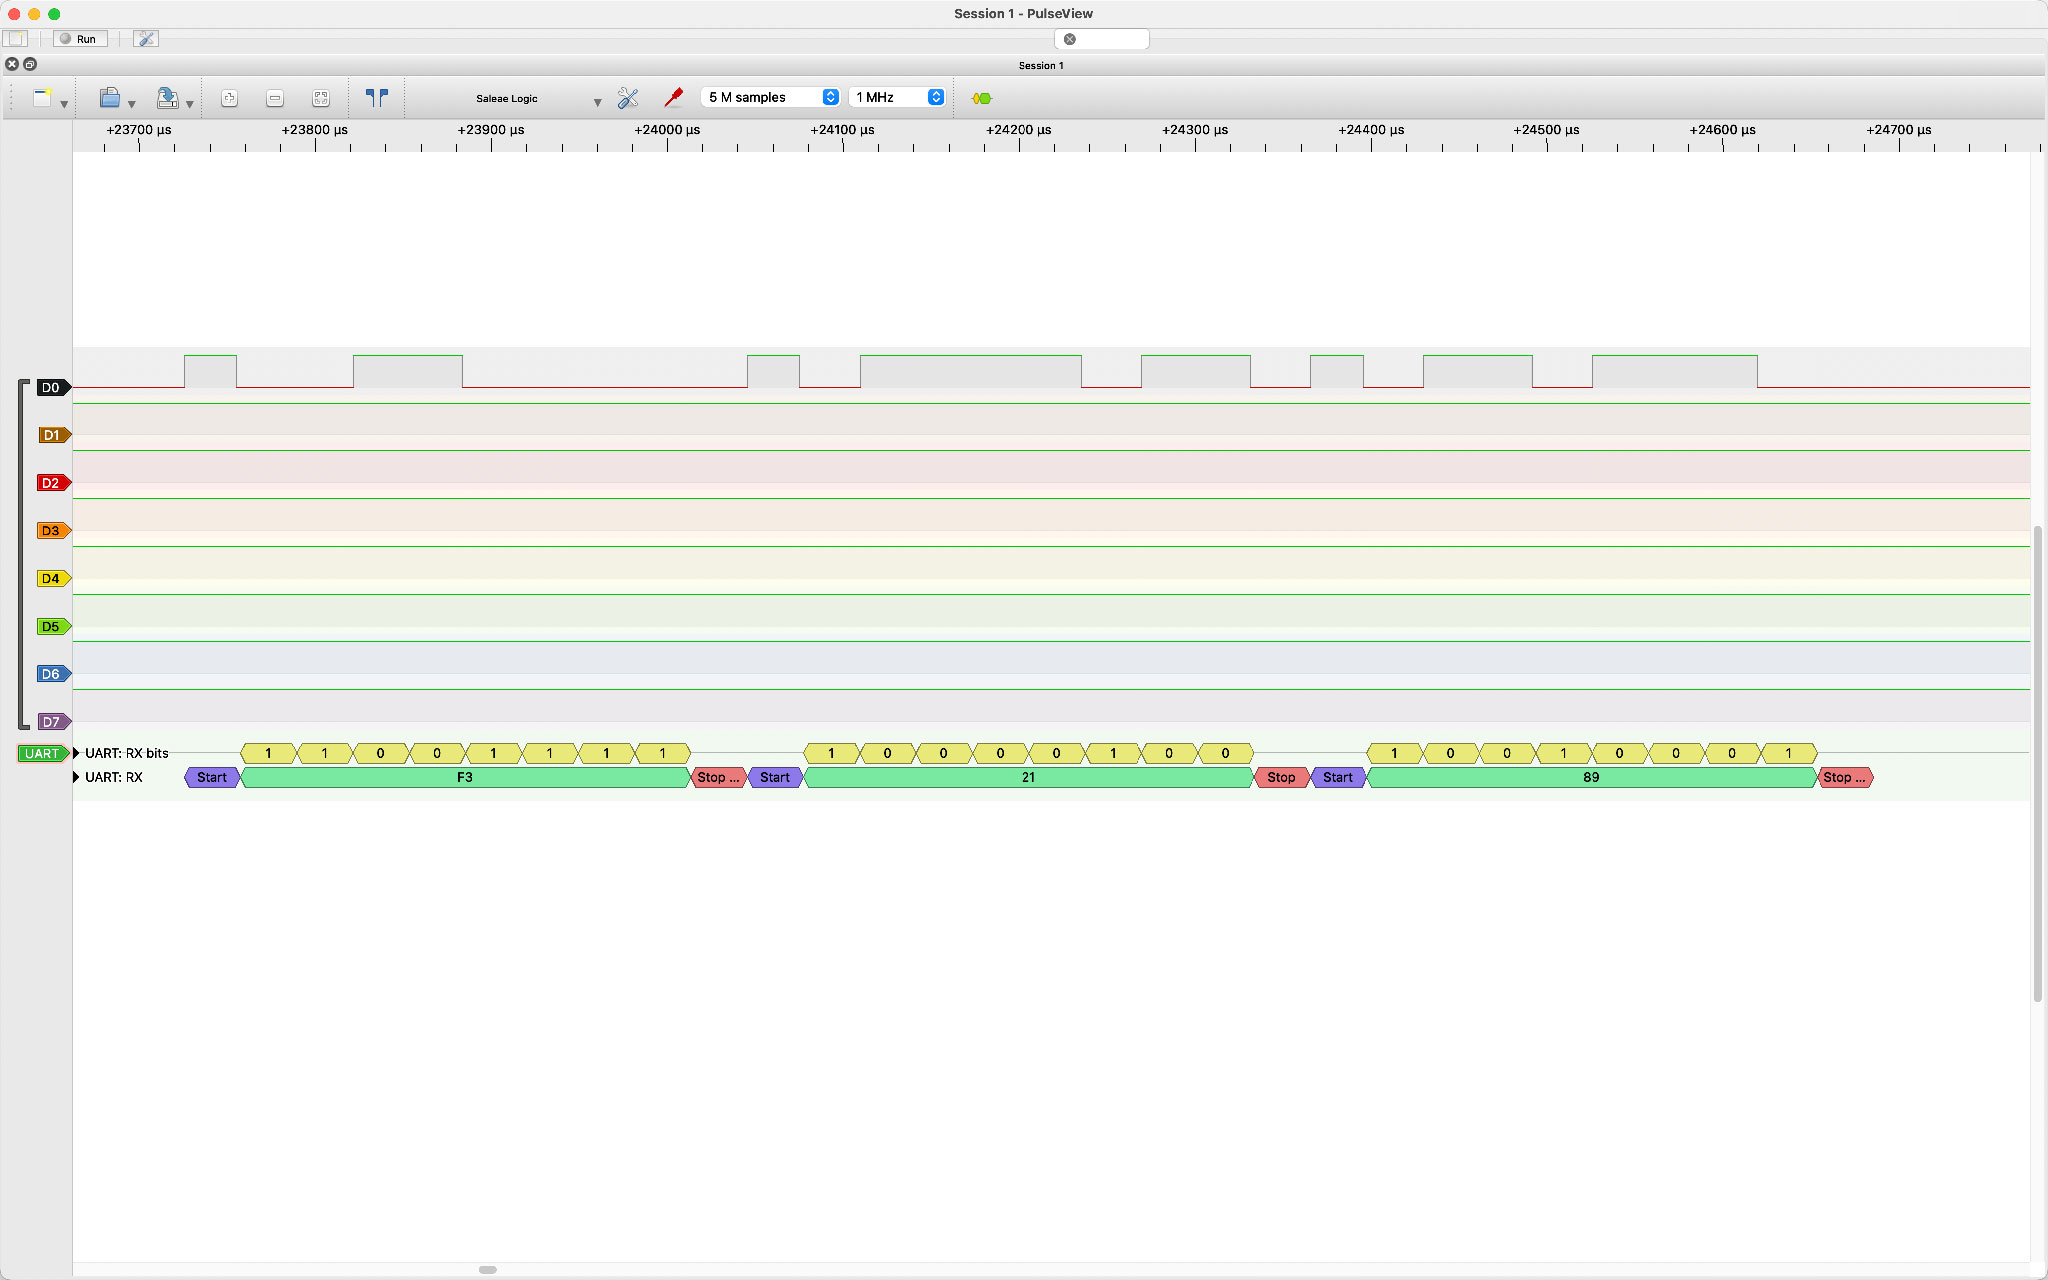 Session 1 - PulseView
Run
Session 1
Saleae Logic 5 M samples 1 MHz
+23700 µs +23800 µs +23900 µs +24000 µs +24100 µs +24200 µs +24300 µs +24400 µs +24500 µs +24600 µs +24700 µs
D0
D1
D2
D3
D4
D5
D6
D7
UART UART: RX bits 1 1 0 0 1 1 1 1 1 0 0 0 0 1 0 0 1 0 0 1 0 0 0 1
UART: RX Start F3 Stop ... Start 21 Stop Start 89 Stop ...